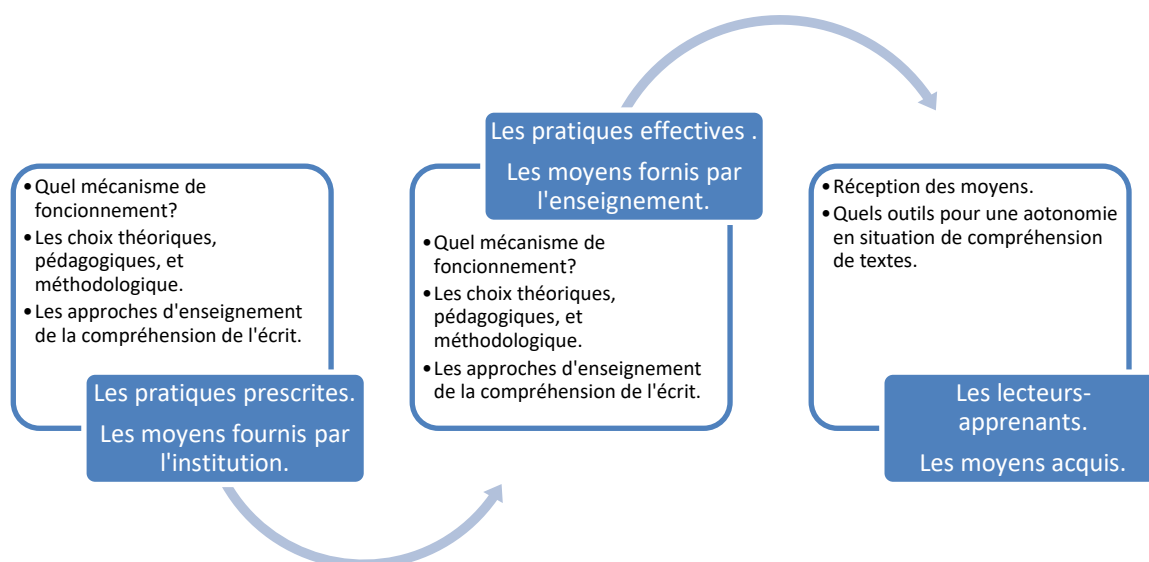 •Quel mécanisme de
foncionnement?
•Les choix théoriques,
pédagogiques, et
méthodologique.
•Les approches d'enseignement
de la compréhension de l'écrit.
Les pratiques prescrites.
Les moyens fournis par
l'institution.
Les pratiques effectives .
Les moyens fornis par
l'enseignement.
•Quel mécanisme de
foncionnement?
•Les choix théoriques,
pédagogiques, et
méthodologique.
•Les approches d'enseignement
de la compréhension de l'écrit.
•Réception des moyens.
•Quels outils pour une aotonomie
en situation de compréhension
de textes.
Les lecteurs-
apprenants.
Les moyens acquis.